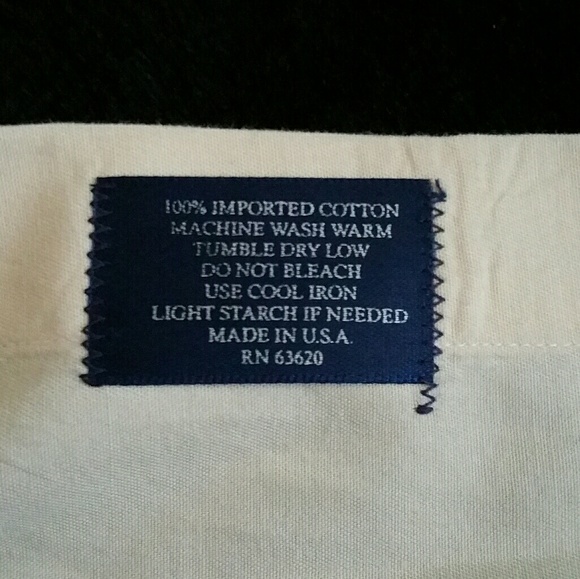 100% IMPORTED COTTON
MACHINE WASH WARM
TUMBLE DRY LOW
DO NOT BLEACH
USE COOL IRON
LIGHT STARCH IF NEEDED
MADE IN U.S.A.
RN 63620